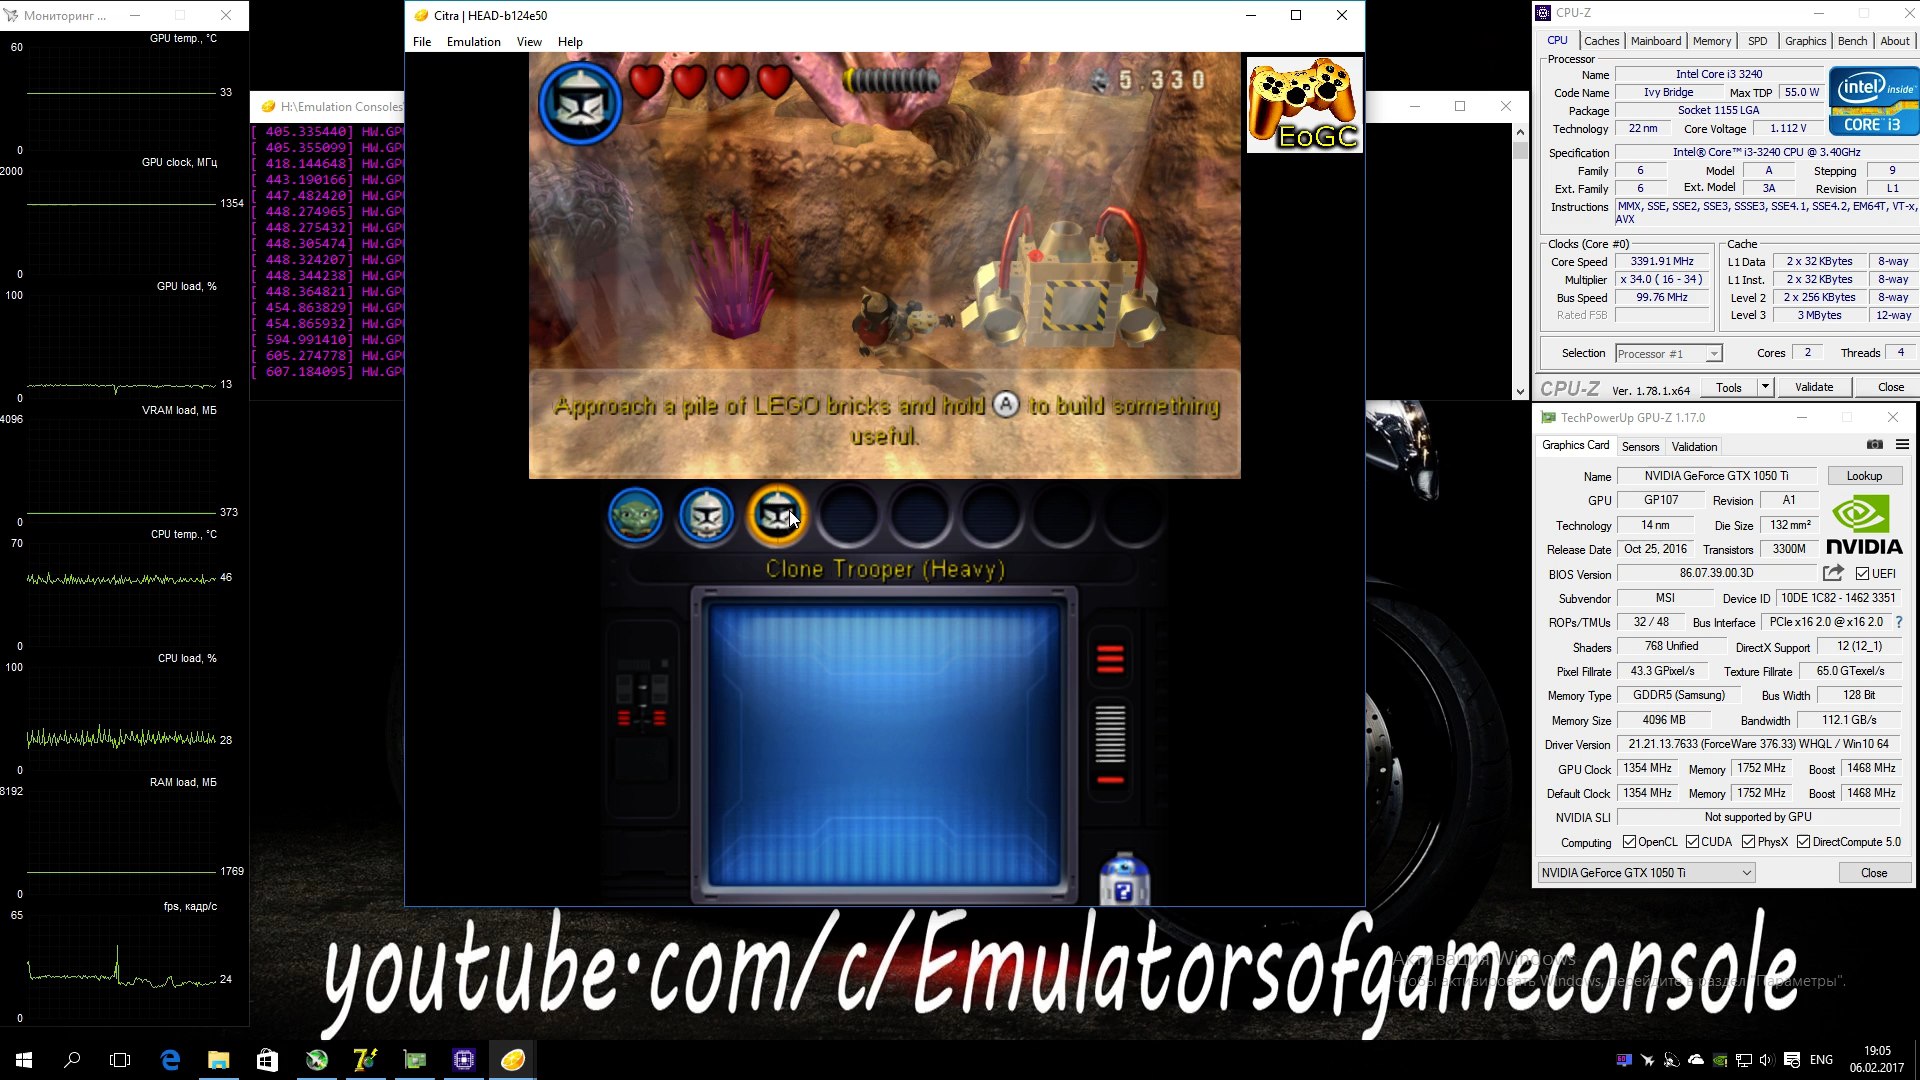 Мониторинг ...
GPU temp., °C
60
33
0
GPU clock, МГц
2000
1354
0
GPU load, %
100
13
0
VRAM load, МБ
4096
373
0
CPU temp., °C
70
46
0
CPU load, %
100
28
0
RAM load, МБ
8192
1769
0
fps, кадр/с
65
24
0
H:\Emulation Consoles
[ 405.335440] HW.GPU
[ 405.355099] HW.GPU
[ 418.144648] HW.GPU
[ 443.190166] HW.GPU
[ 447.482420] HW.GPU
[ 448.274965] HW.GPU
[ 448.275432] HW.GPU
[ 448.305474] HW.GPU
[ 448.324207] HW.GPU
[ 448.344238] HW.GPU
[ 448.364821] HW.GPU
[ 454.863829] HW.GPU
[ 454.865932] HW.GPU
[ 594.991410] HW.GPU
[ 605.274778] HW.GPU
[ 607.184095] HW.GPU
Citra | HEAD-b124e50
File Emulation View Help
5,330
EoGC
Approach a pile of LEGO bricks and hold A to build something
useful.
Clone Trooper (Heavy)
?
CPU-Z
CPU Caches Mainboard Memory SPD Graphics Bench About
Processor
Name Intel Core i3 3240
Code Name Ivy Bridge Max TDP 55.0 W
Package Socket 1155 LGA
Technology 22 nm Core Voltage 1.112 V
intel inside
CORE i3
Specification Intel® Core™ i3-3240 CPU @ 3.40GHz
Family 6 Model A Stepping 9
Ext. Family 6 Ext. Model 3A Revision L1
Instructions MMX, SSE, SSE2, SSE3, SSSE3, SSE4.1, SSE4.2, EM64T, VT-x,
AVX
Clocks (Core #0)
Core Speed 3391.91 MHz
Multiplier x 34.0 ( 16 - 34 )
Bus Speed 99.76 MHz
Rated FSB
Cache
L1 Data 2 x 32 KBytes 8-way
L1 Inst. 2 x 32 KBytes 8-way
Level 2 2 x 256 KBytes 8-way
Level 3 3 MBytes 12-way
Selection Processor #1 Cores 2 Threads 4
CPU-Z Ver. 1.78.1.x64 Tools Validate Close
TechPowerUp GPU-Z 1.17.0
Graphics Card Sensors Validation
Name NVIDIA GeForce GTX 1050 Ti Lookup
GPU GP107 Revision A1
Technology 14 nm Die Size 132 mm²
Release Date Oct 25, 2016 Transistors 3300M
NVIDIA
BIOS Version 86.07.39.00.3D UEFI
Subvendor MSI Device ID 10DE 1C82 - 1462 3351
ROPs/TMUs 32 / 48 Bus Interface PCIe x16 2.0 @ x16 2.0 ?
Shaders 768 Unified DirectX Support 12 (12_1)
Pixel Fillrate 43.3 GPixel/s Texture Fillrate 65.0 GTexel/s
Memory Type GDDR5 (Samsung) Bus Width 128 Bit
Memory Size 4096 MB Bandwidth 112.1 GB/s
Driver Version 21.21.13.7633 (ForceWare 376.33) WHQL / Win10 64
GPU Clock 1354 MHz Memory 1752 MHz Boost 1468 MHz
Default Clock 1354 MHz Memory 1752 MHz Boost 1468 MHz
NVIDIA SLI Not supported by GPU
Computing OpenCL CUDA PhysX DirectCompute 5.0
NVIDIA GeForce GTX 1050 Ti Close
youtube.com/c/Emulatorsofgameconsole
Активация Windows
Чтобы активировать Windows, перейдите в раздел "Параметры".
60
ENG
19:05
06.02.2017